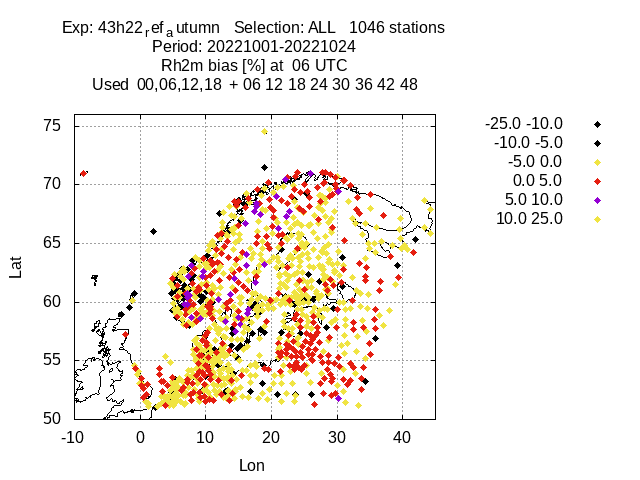 Exp: 43h22refautumn Selection: ALL 1046 stations
Period: 20221001-20221024
Rh2m bias [%] at 06 UTC
Used 00,06,12,18 + 06 12 18 24 30 36 42 48
-25.0 -10.0
-10.0 -5.0
-5.0 0.0
0.0 5.0
5.0 10.0
10.0 25.0
75
70
65
60
55
50
Lat
-10 0 10 20 30 40
Lon